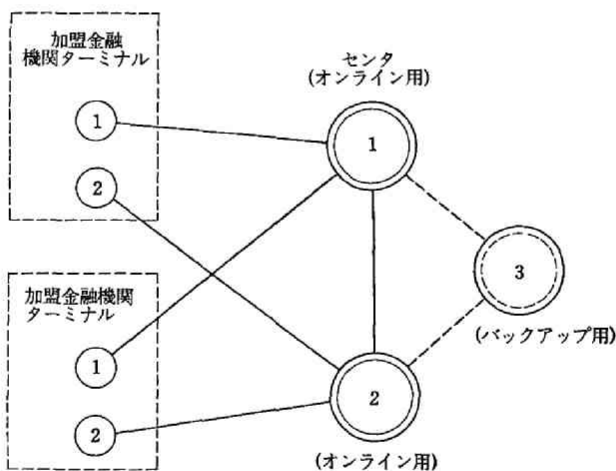 加盟金融
機関ターミナル
1
2
センタ
(オンライン用)
1
3
(バックアップ用)
加盟金融機関
ターミナル
1
2
2
(オンライン用)